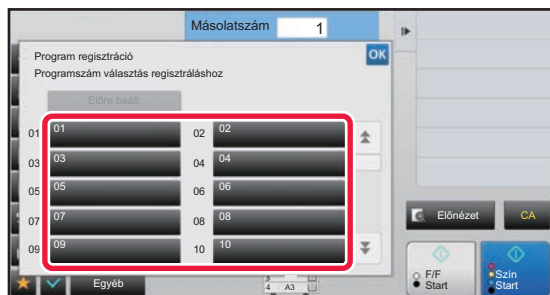 Másolatszám 1
Program regisztráció
OK
Programszám választás regisztráláshoz
Előre beáll.
01 01 02 02
03 03 04 04
05 05 06 06
07 07 08 08
09 09 10 10
Előnézet CA
Egyéb
A3
F/F
Start
Szín
Start